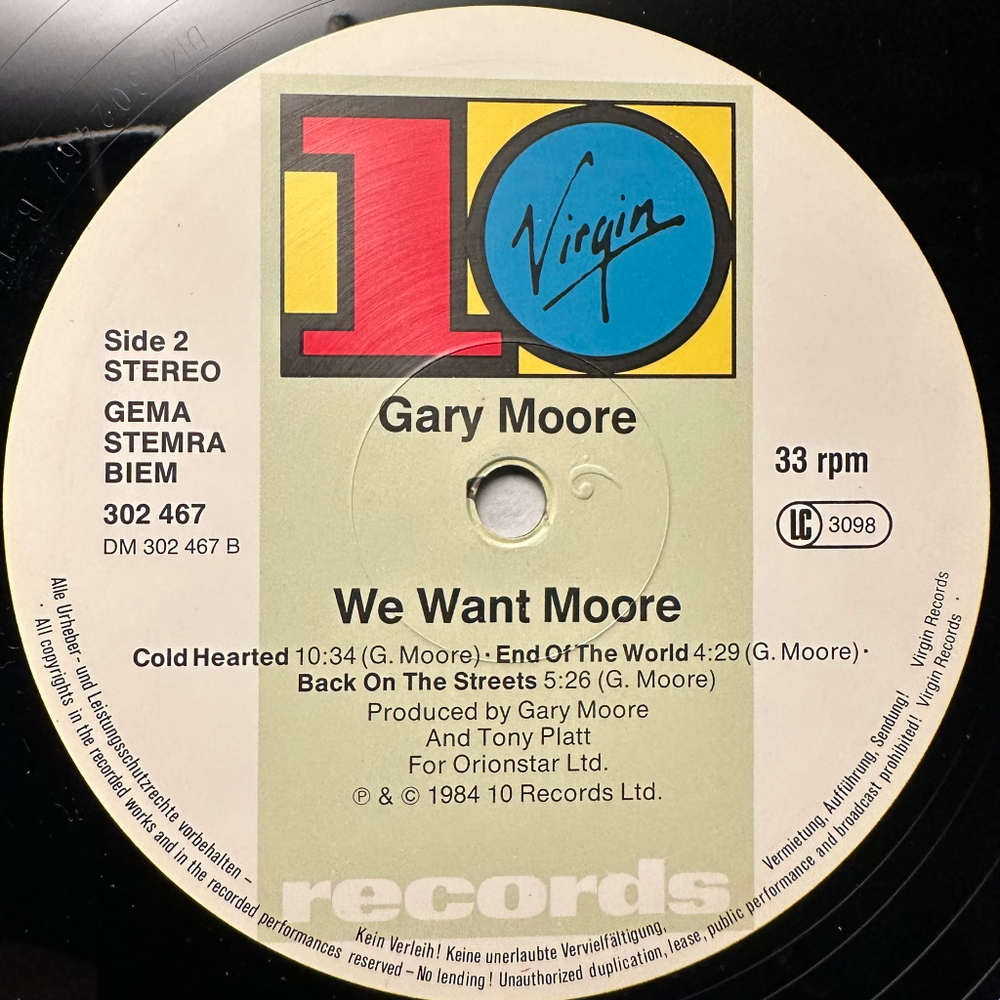 10
Virgin
Side 2
STEREO
GEMA
STEMRA
BIEM
302 467
DM 302 467 B
Gary Moore
33 rpm
LC 3098
We Want Moore
Cold Hearted 10:34 (G. Moore) · End Of The World 4:29 (G. Moore) ·
Back On The Streets 5:26 (G. Moore)
Produced by Gary Moore
And Tony Platt
For Orionstar Ltd.
℗ & © 1984 10 Records Ltd.
records
Alle Urheber- und Leistungsschutzrechte vorbehalten – Kein Verleih! Keine unerlaubte Vervielfältigung, Vermietung, Aufführung, Sendung! Virgin Records
· All copyrights in the recorded works and in the recorded performances reserved – No lending! Unauthorized duplication, lease, public performance and broadcast prohibited! Virgin Records ·